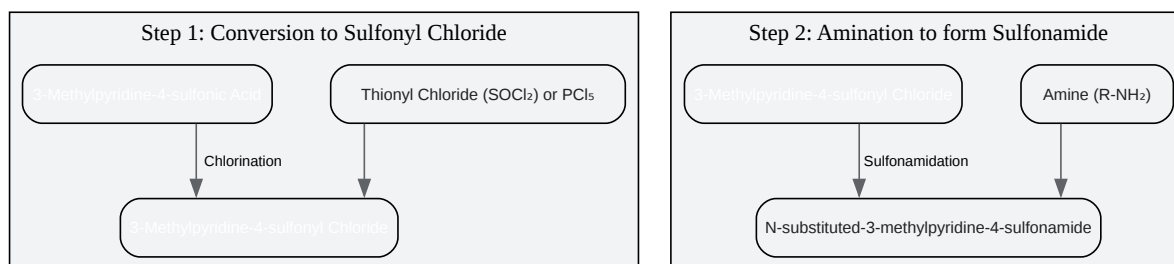 Step 1: Conversion to Sulfonyl Chloride
3-Methylpyridine-4-sulfonic Acid
Thionyl Chloride (SOCl₂) or PCl₅
Chlorination
3-Methylpyridine-4-sulfonyl Chloride
Step 2: Amination to form Sulfonamide
3-Methylpyridine-4-sulfonyl Chloride
Amine (R-NH₂)
Sulfonamidation
N-substituted-3-methylpyridine-4-sulfonamide